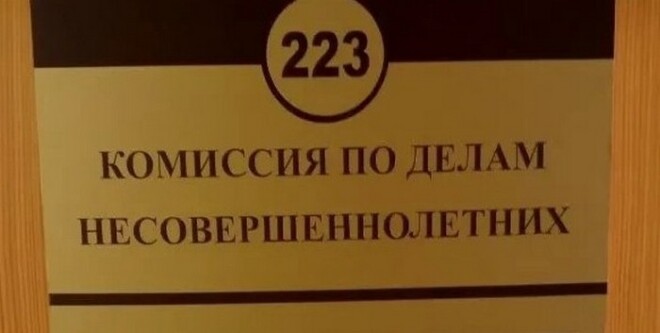 223
КОМИССИЯ ПО ДЕЛАМ
НЕСОВЕРШЕННОЛЕТНИХ